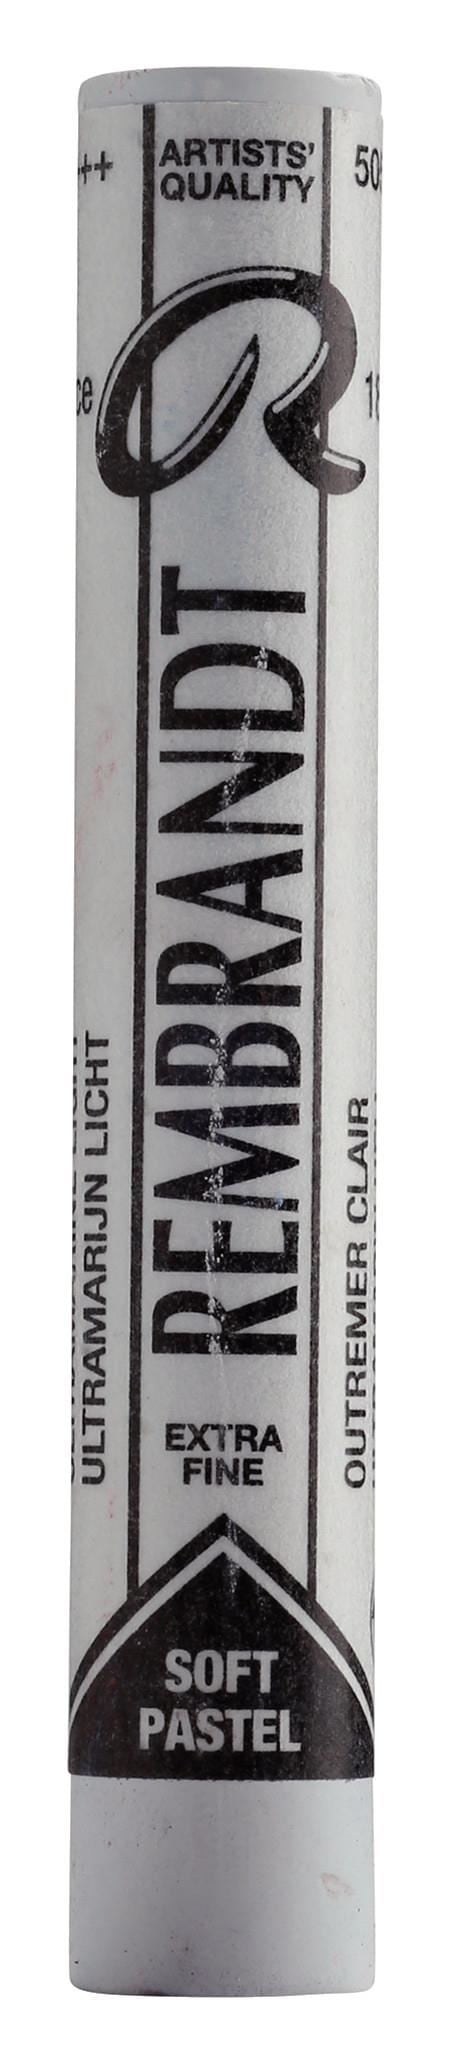 ++
ARTISTS'
QUALITY
REMBRANDT
ULTRAMARIJN LICHT
OUTREMER CLAIR
EXTRA
FINE
SOFT
PASTEL